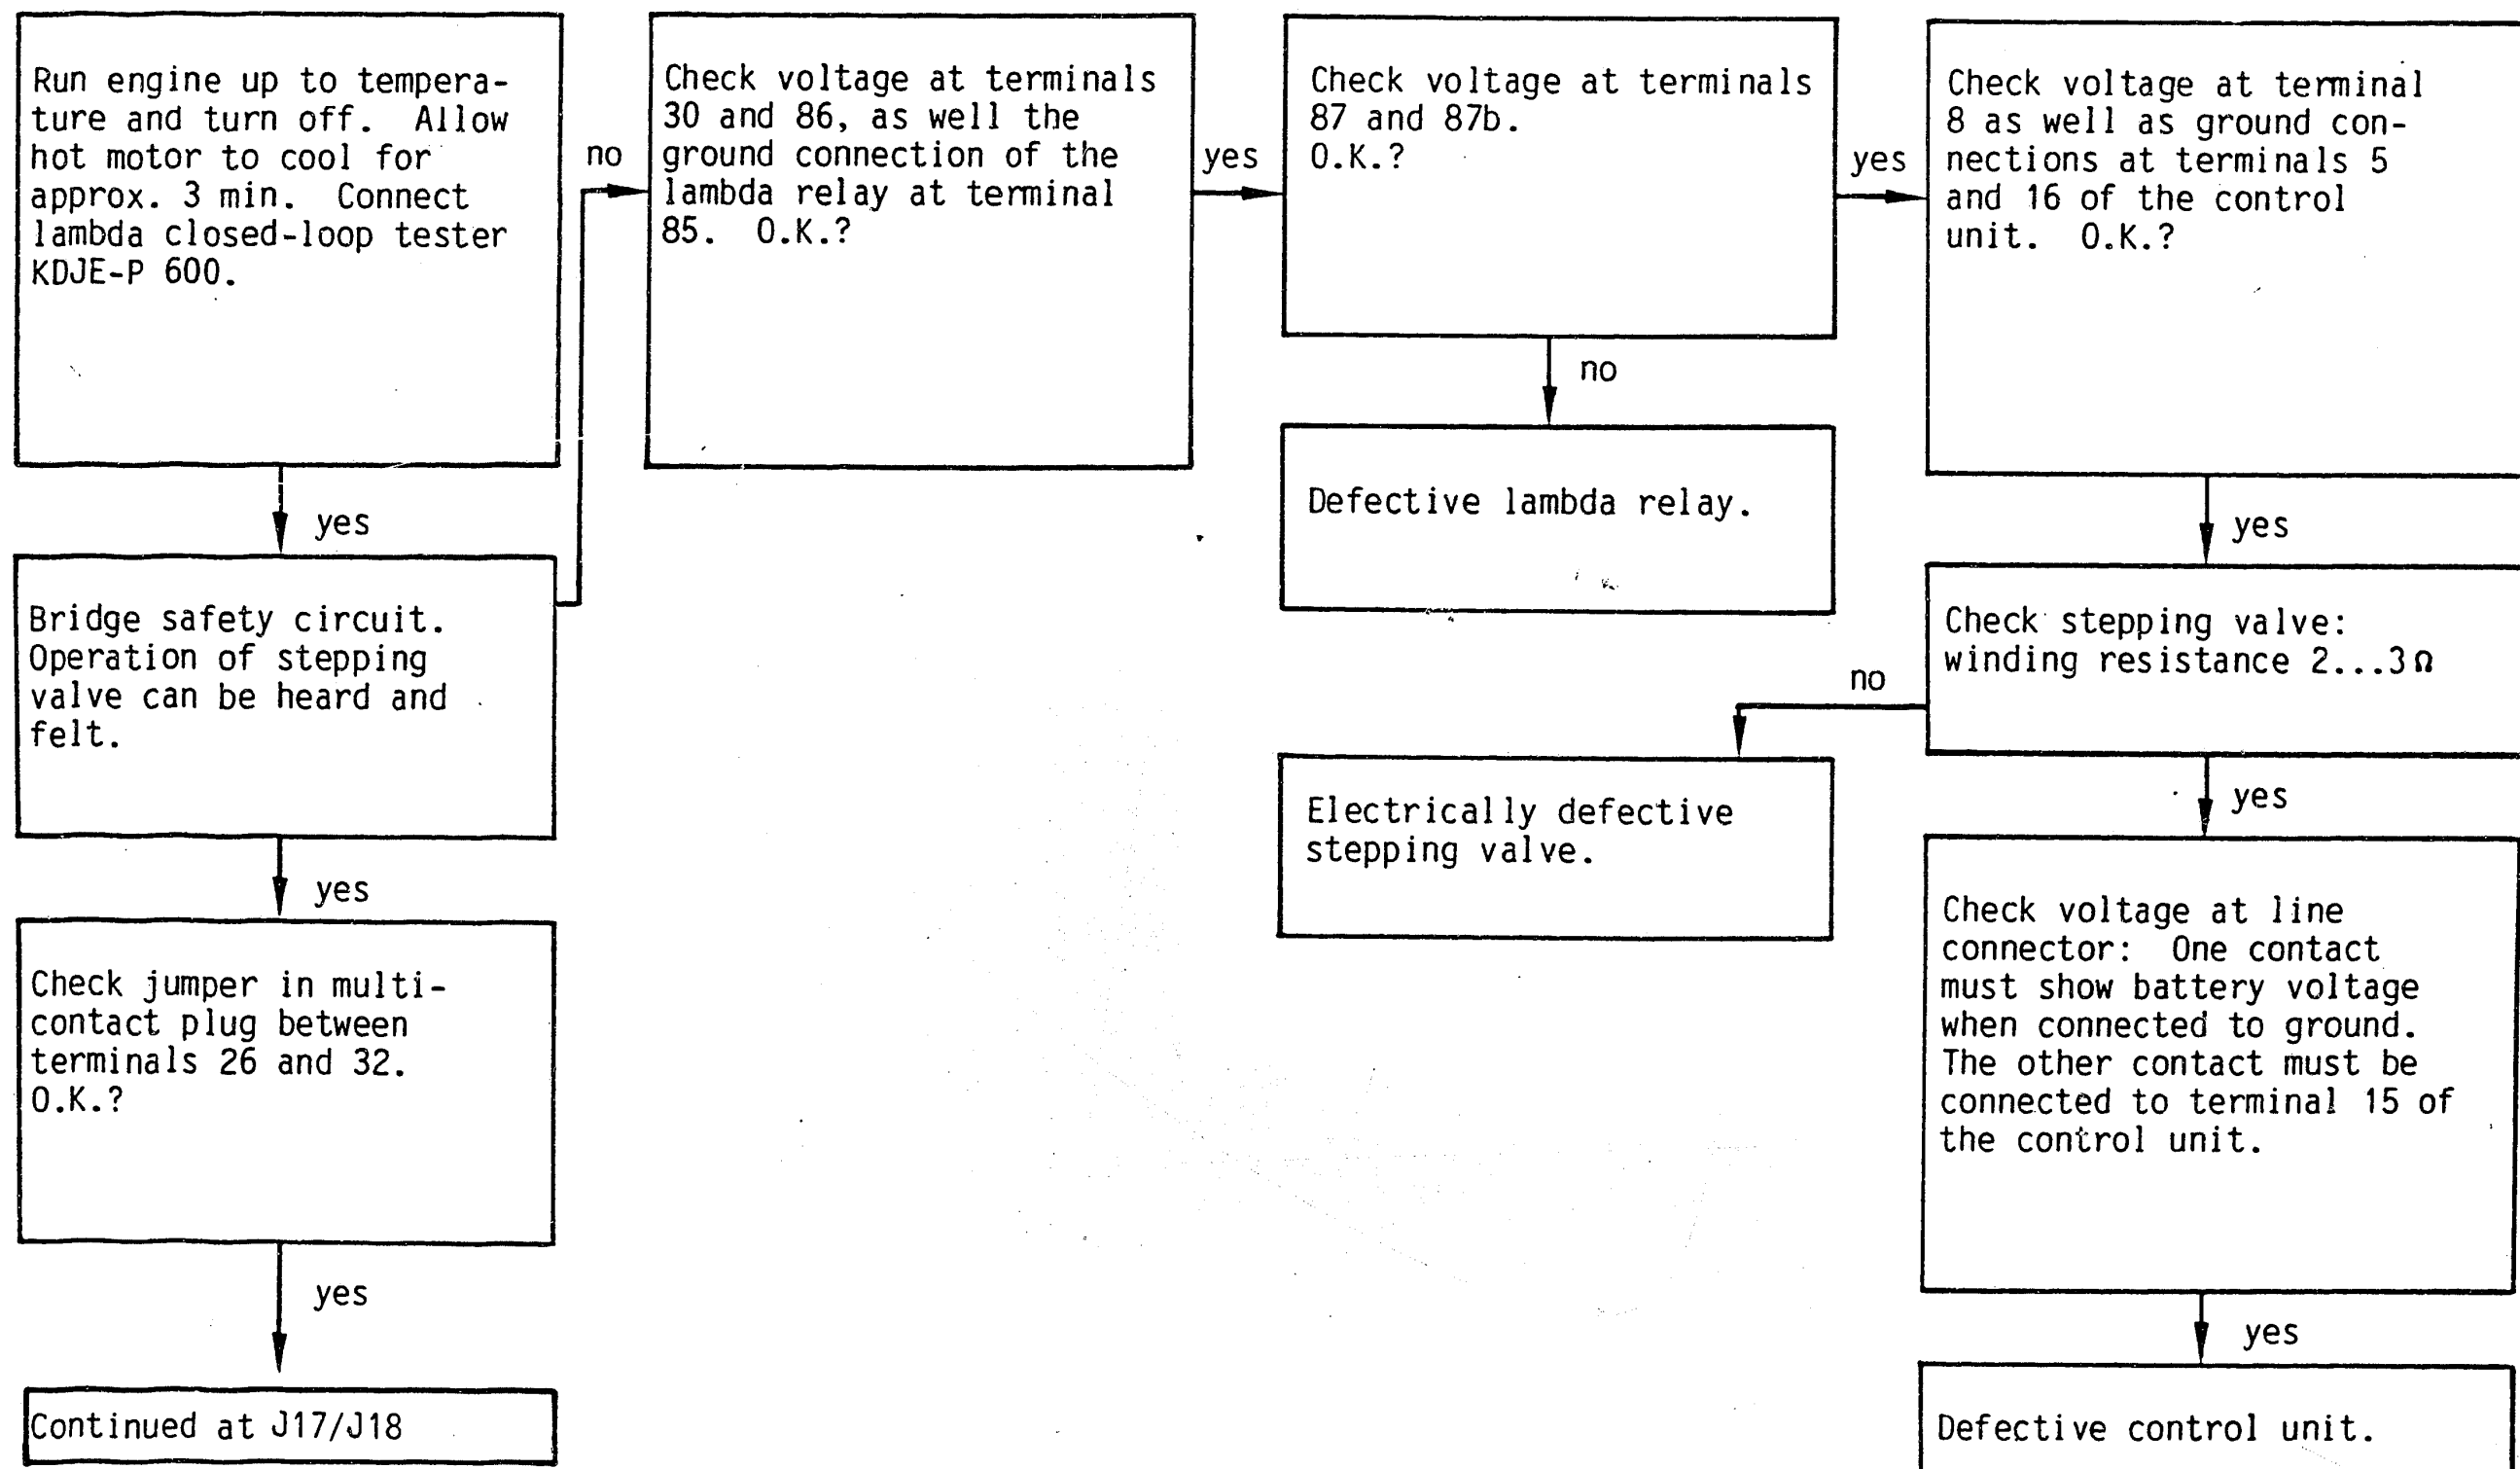 Run engine up to tempera-
ture and turn off. Allow
hot motor to cool for
approx. 3 min. Connect
lambda closed-loop tester
KDJE-P 600.
yes
Bridge safety circuit.
Operation of stepping
valve can be heard and
felt.
no
yes
Check jumper in multi-
contact plug between
terminals 26 and 32.
O.K.?
yes
Continued at J17/J18
Check voltage at terminals
30 and 86, as well the
ground connection of the
lambda relay at terminal
85. O.K.?
yes
Check voltage at terminals
87 and 87b.
O.K.?
no
Defective lambda relay.
yes
Check voltage at terminal
8 as well as ground con-
nections at terminals 5
and 16 of the control
unit. O.K.?
yes
Check stepping valve:
winding resistance 2...3Ω
no
Electrically defective
stepping valve.
yes
Check voltage at line
connector: One contact
must show battery voltage
when connected to ground.
The other contact must be
connected to terminal 15 of
the control unit.
yes
Defective control unit.